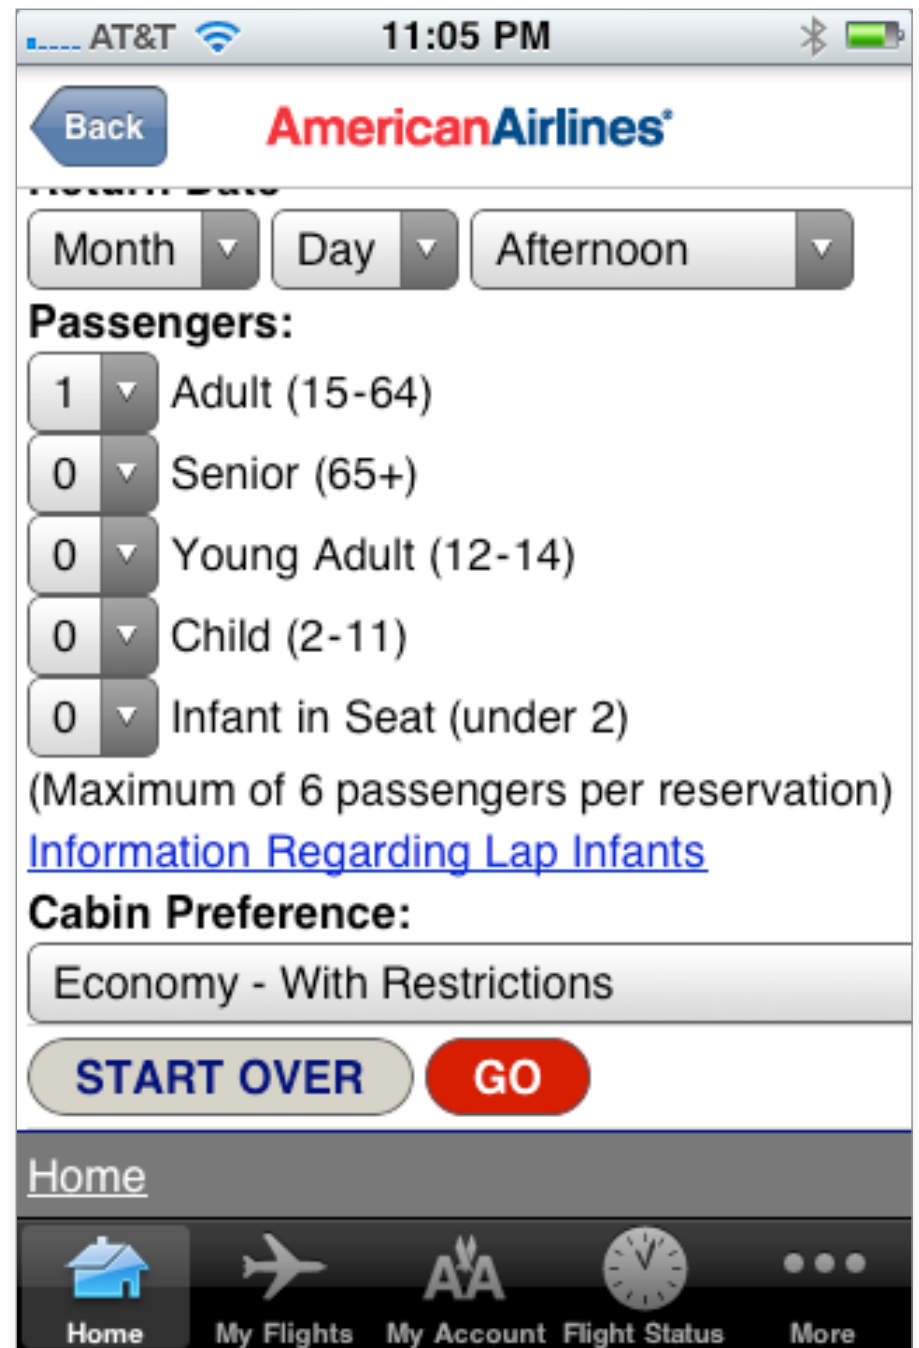 AT&T 11:05 PM
Back AmericanAirlines®
Return Date
Month Day Afternoon
Passengers:
1 Adult (15-64)
0 Senior (65+)
0 Young Adult (12-14)
0 Child (2-11)
0 Infant in Seat (under 2)
(Maximum of 6 passengers per reservation)
Information Regarding Lap Infants
Cabin Preference:
Economy - With Restrictions
START OVER GO
Home
AA
Home My Flights My Account Flight Status More